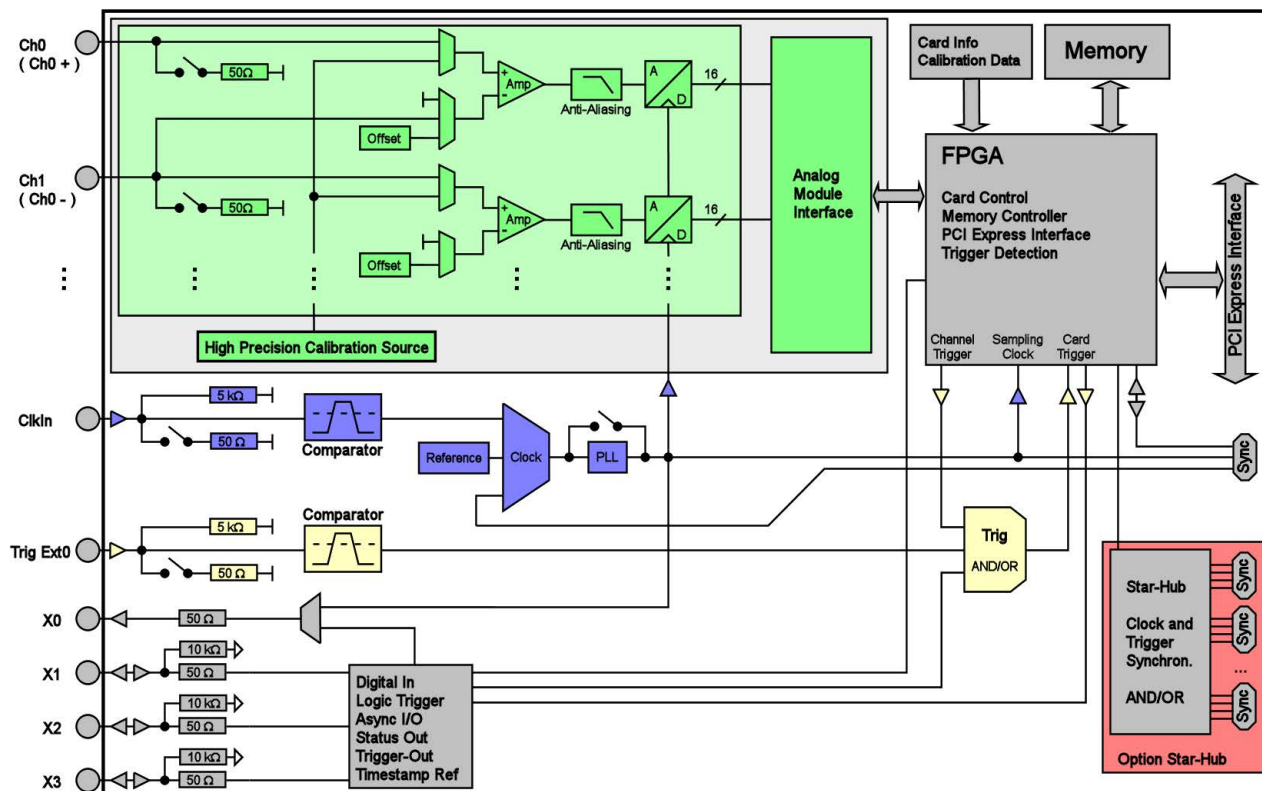 Ch0
( Ch0 + )
50Ω
Offset
+
-
Amp
Anti-Aliasing
A
D
16
Ch1
( Ch0 - )
50Ω
Offset
+
-
Amp
Anti-Aliasing
A
D
16
High Precision Calibration Source
Analog
Module
Interface
Card Info
Calibration Data
Memory
FPGA
Card Control
Memory Controller
PCI Express Interface
Trigger Detection
Channel
Trigger
Sampling
Clock
Card
Trigger
PCI Express Interface
ClkIn
5 kΩ
50 Ω
Comparator
Reference
Clock
PLL
Sync
Trig Ext0
5 kΩ
50 Ω
Comparator
Trig
AND/OR
X0
50 Ω
X1
10 kΩ
50 Ω
X2
10 kΩ
50 Ω
X3
10 kΩ
50 Ω
Digital In
Logic Trigger
Async I/O
Status Out
Trigger-Out
Timestamp Ref
Star-Hub
Clock and
Trigger
Synchron.
AND/OR
Sync
Sync
...
Sync
Option Star-Hub